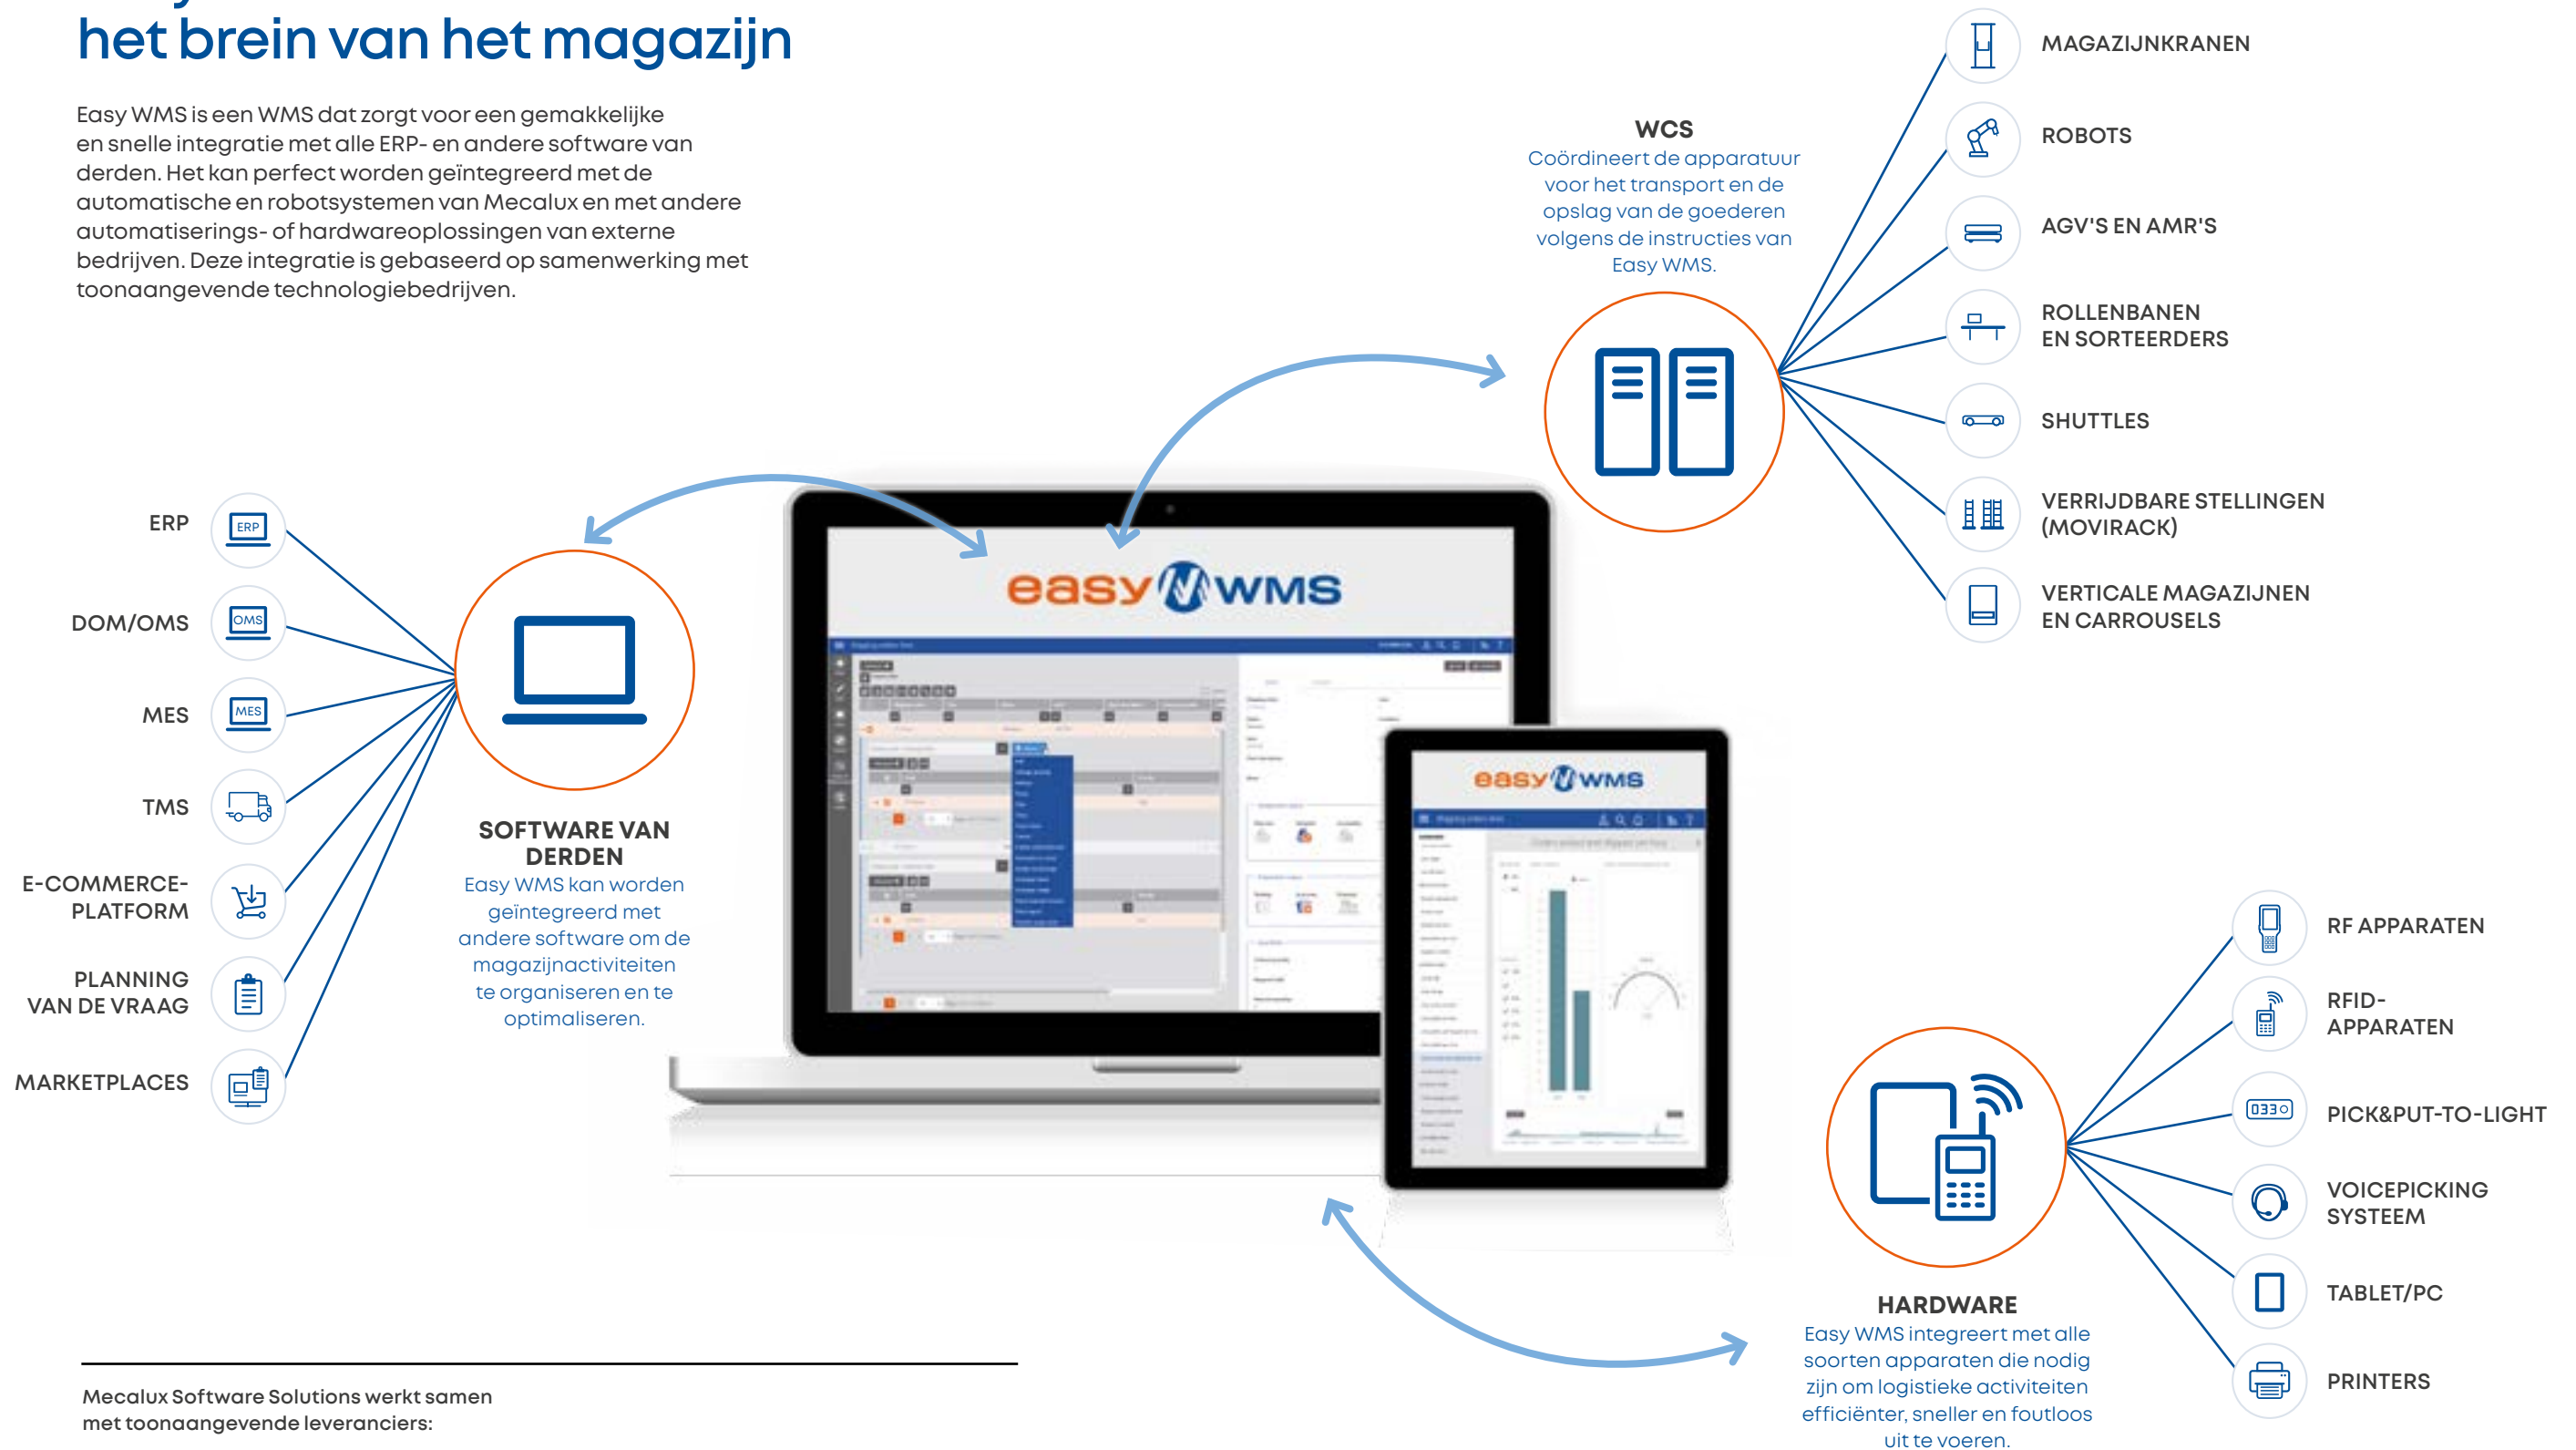 het brein van het magazijn
Easy WMS is een WMS dat zorgt voor een gemakkelijke
en snelle integratie met alle ERP- en andere software van
derden. Het kan perfect worden geïntegreerd met de
automatische en robotsystemen van Mecalux en met andere
automatiserings- of hardwareoplossingen van externe
bedrijven. Deze integratie is gebaseerd op samenwerking met
toonaangevende technologiebedrijven.
WCS
Coördineert de apparatuur
voor het transport en de
opslag van de goederen
volgens de instructies van
Easy WMS.
MAGAZIJNKRANEN
ROBOTS
AGV'S EN AMR'S
ROLLENBANEN
EN SORTEERDERS
SHUTTLES
VERRIJDBARE STELLINGEN
(MOVIRACK)
VERTICALE MAGAZIJNEN
EN CARROUSELS
ERP
ERP
DOM/OMS
OMS
MES
MES
TMS
E-COMMERCE-
PLATFORM
PLANNING
VAN DE VRAAG
MARKETPLACES
SOFTWARE VAN
DERDEN
Easy WMS kan worden
geïntegreerd met
andere software om de
magazijnactiviteiten
te organiseren en te
optimaliseren.
easy WMS
easy WMS
RF APPARATEN
RFID-
APPARATEN
033
PICK&PUT-TO-LIGHT
VOICEPICKING
SYSTEEM
TABLET/PC
PRINTERS
HARDWARE
Easy WMS integreert met alle
soorten apparaten die nodig
zijn om logistieke activiteiten
efficiënter, sneller en foutloos
uit te voeren.
Mecalux Software Solutions werkt samen
met toonaangevende leveranciers: